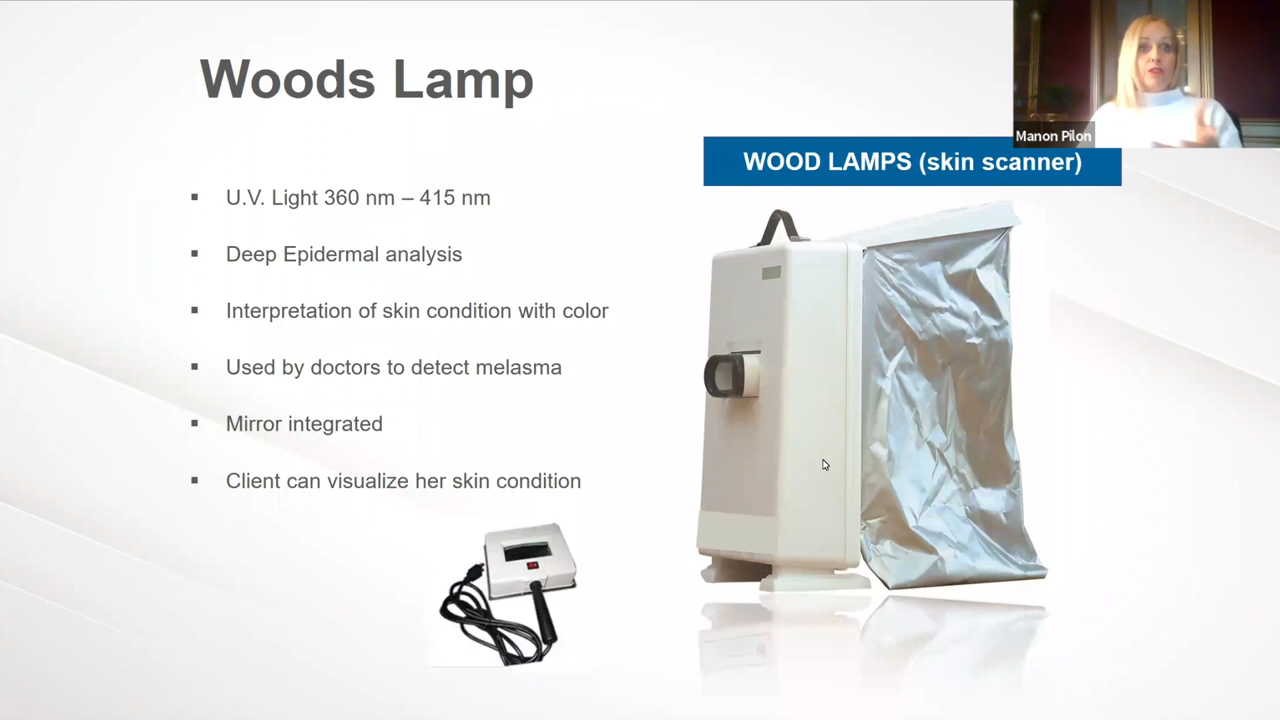 Woods Lamp
Manon Pilon
WOOD LAMPS (skin scanner)
▪ U.V. Light 360 nm – 415 nm
▪ Deep Epidermal analysis
▪ Interpretation of skin condition with color
▪ Used by doctors to detect melasma
▪ Mirror integrated
▪ Client can visualize her skin condition